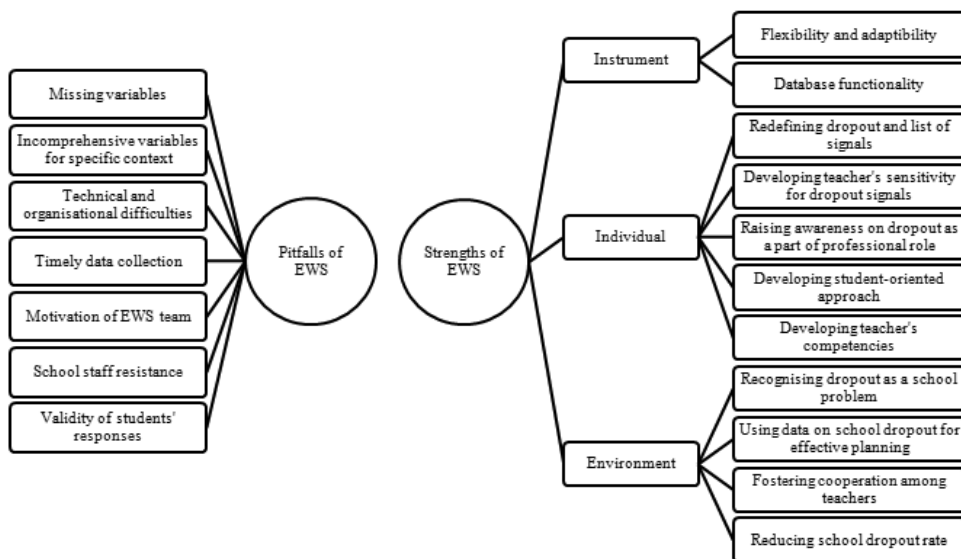 Missing variables
Incomprehensive variables
for specific context
Technical and
organisational difficulties
Timely data collection
Motivation of EWS team
School staff resistance
Validity of students'
responses
Pitfalls of
EWS
Strengths of
EWS
Instrument
Flexibility and adaptibility
Database functionality
Individual
Redefining dropout and list of
signals
Developing teacher's sensitivity
for dropout signals
Raising awareness on dropout as
a part of professional role
Developing student-oriented
approach
Developing teacher's
competencies
Environment
Recognising dropout as a school
problem
Using data on school dropout for
effective planning
Fostering cooperation among
teachers
Reducing school dropout rate